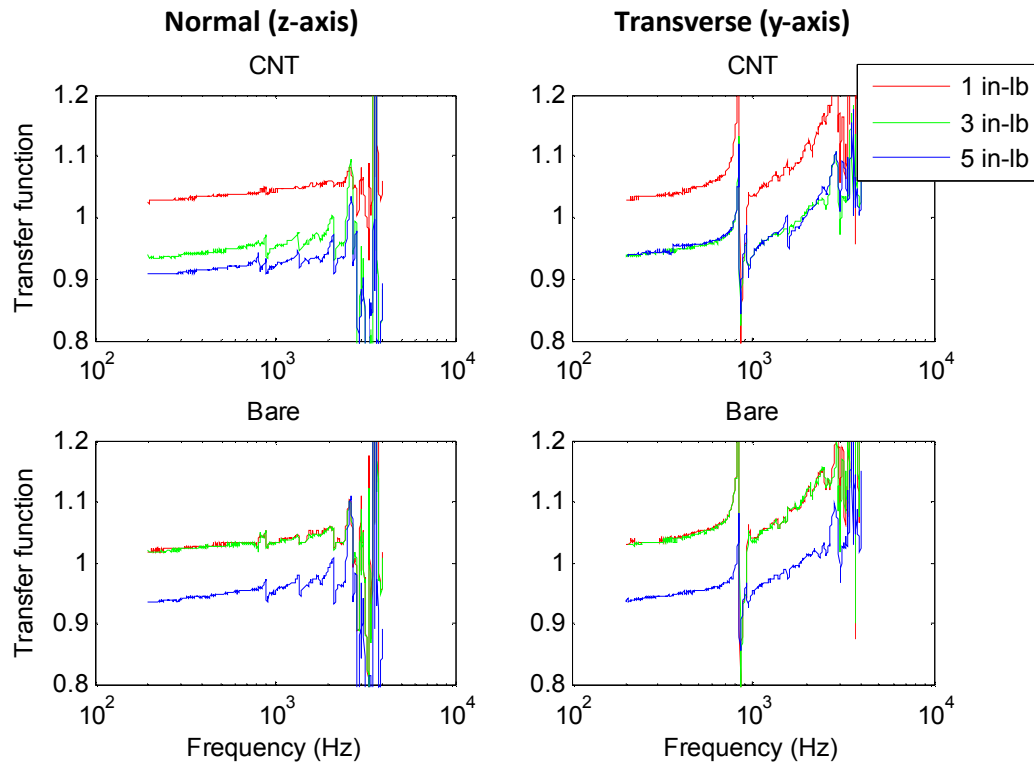 Normal (z-axis)
Transverse (y-axis)
CNT
CNT
1 in-lb
3 in-lb
5 in-lb
1.2
1.1
1
0.9
0.8
Transfer function
10^2
10^3
10^4
1.2
1.1
1
0.9
0.8
10^2
10^3
10^4
Bare
Bare
1.2
1.1
1
0.9
0.8
Transfer function
10^2
10^3
10^4
Frequency (Hz)
1.2
1.1
1
0.9
0.8
10^2
10^3
10^4
Frequency (Hz)